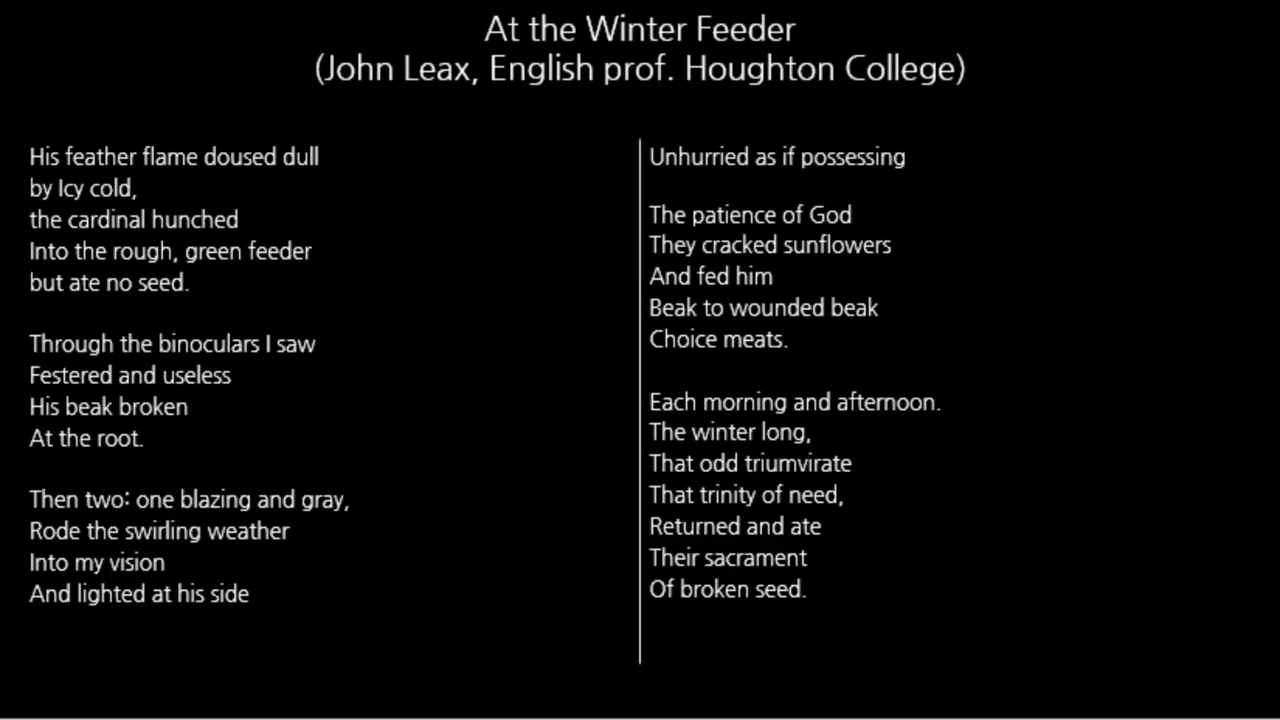 At the Winter Feeder
(John Leax, English prof. Houghton College)
His feather flame doused dull
by Icy cold,
the cardinal hunched
Into the rough, green feeder
but ate no seed.
Through the binoculars I saw
Festered and useless
His beak broken
At the root.
Then two: one blazing and gray,
Rode the swirling weather
Into my vision
And lighted at his side
Unhurried as if possessing
The patience of God
They cracked sunflowers
And fed him
Beak to wounded beak
Choice meats.
Each morning and afternoon.
The winter long,
That odd triumvirate
That trinity of need,
Returned and ate
Their sacrament
Of broken seed.